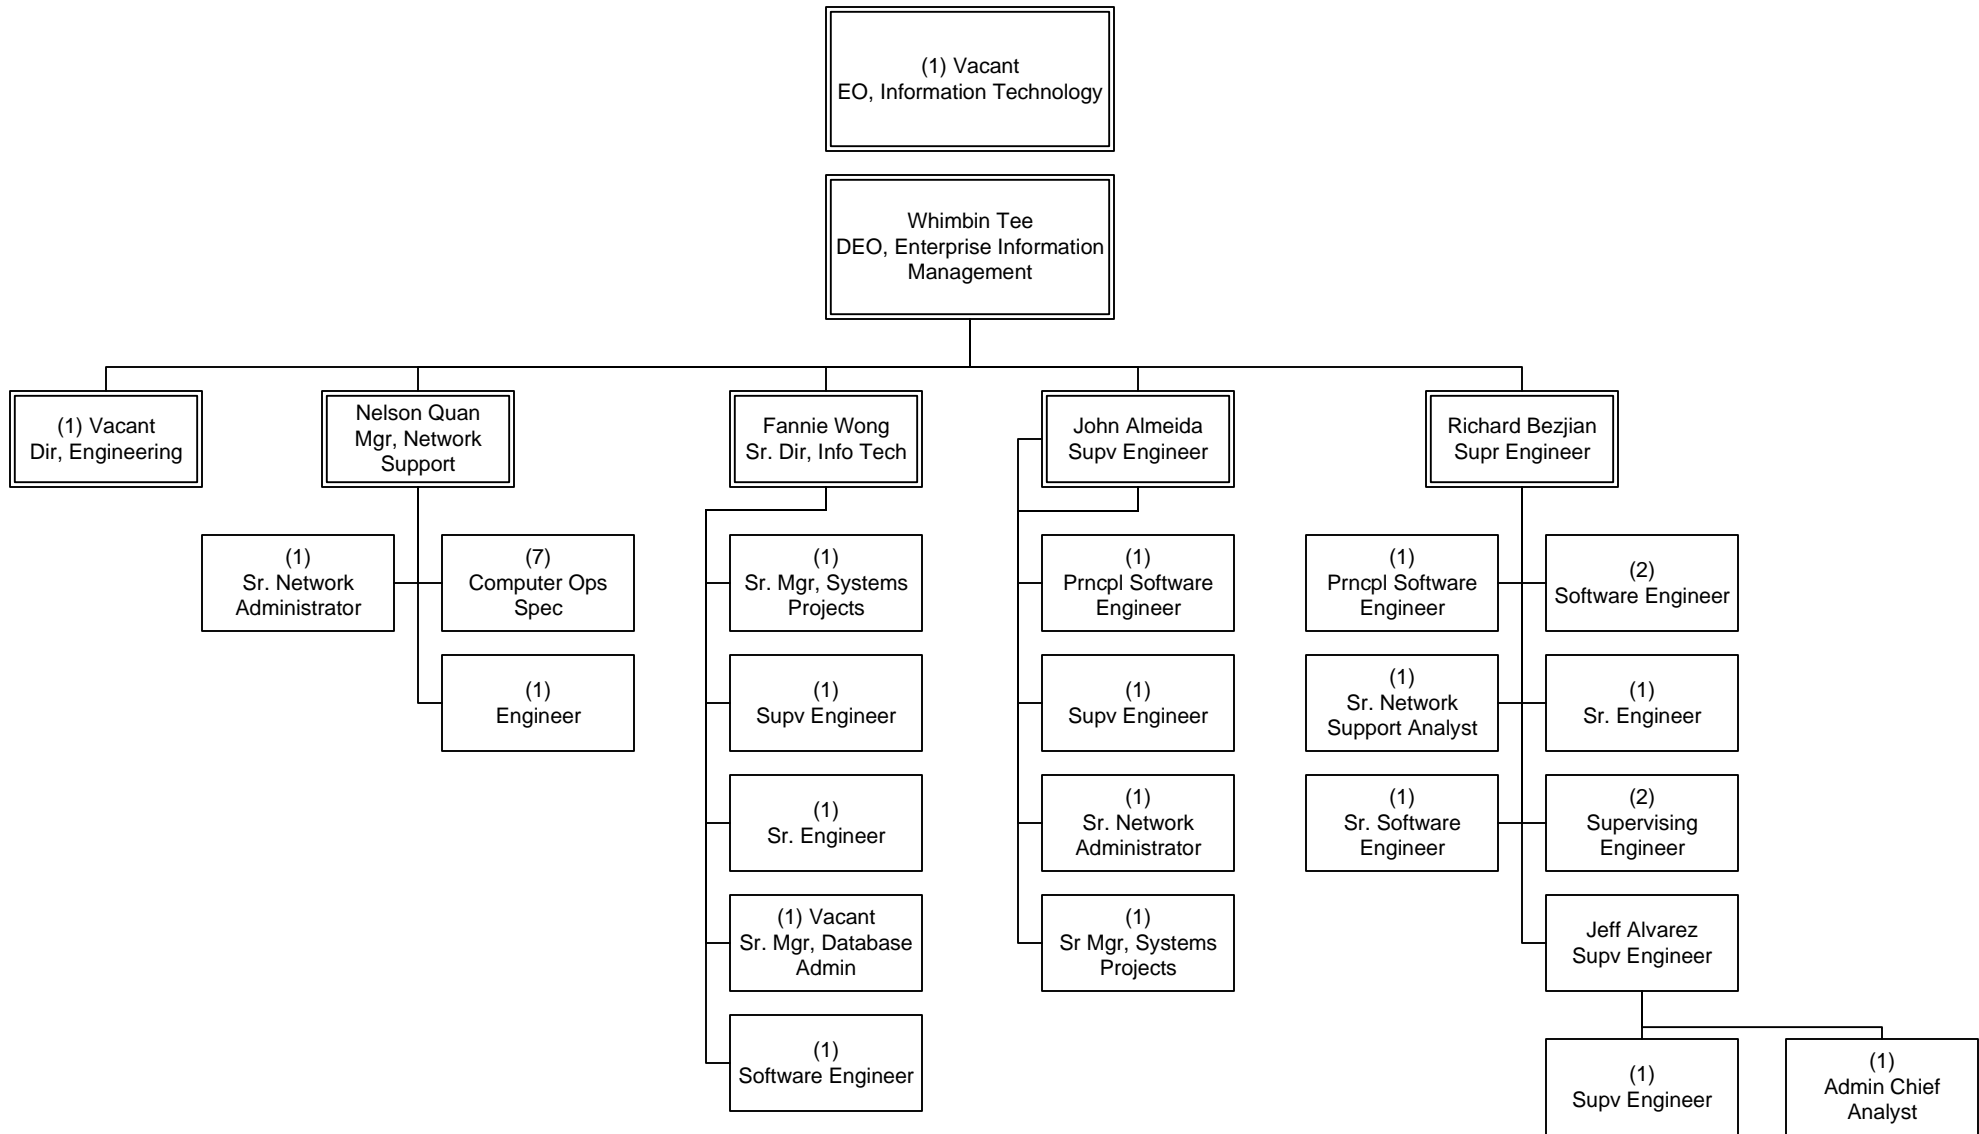 (1) Vacant
EO, Information Technology
Whimbin Tee
DEO, Enterprise Information
Management
(1) Vacant
Dir, Engineering
Nelson Quan
Mgr, Network
Support
Fannie Wong
Sr. Dir, Info Tech
John Almeida
Supv Engineer
Richard Bezjian
Supr Engineer
(1)
Sr. Network
Administrator
(7)
Computer Ops
Spec
(1)
Engineer
(1)
Sr. Mgr, Systems
Projects
(1)
Supv Engineer
(1)
Sr. Engineer
(1) Vacant
Sr. Mgr, Database
Admin
(1)
Software Engineer
(1)
Prncpl Software
Engineer
(1)
Supv Engineer
(1)
Sr. Network
Administrator
(1)
Sr Mgr, Systems
Projects
(1)
Prncpl Software
Engineer
(2)
Software Engineer
(1)
Sr. Network
Support Analyst
(1)
Sr. Engineer
(1)
Sr. Software
Engineer
(2)
Supervising
Engineer
Jeff Alvarez
Supv Engineer
(1)
Supv Engineer
(1)
Admin Chief
Analyst